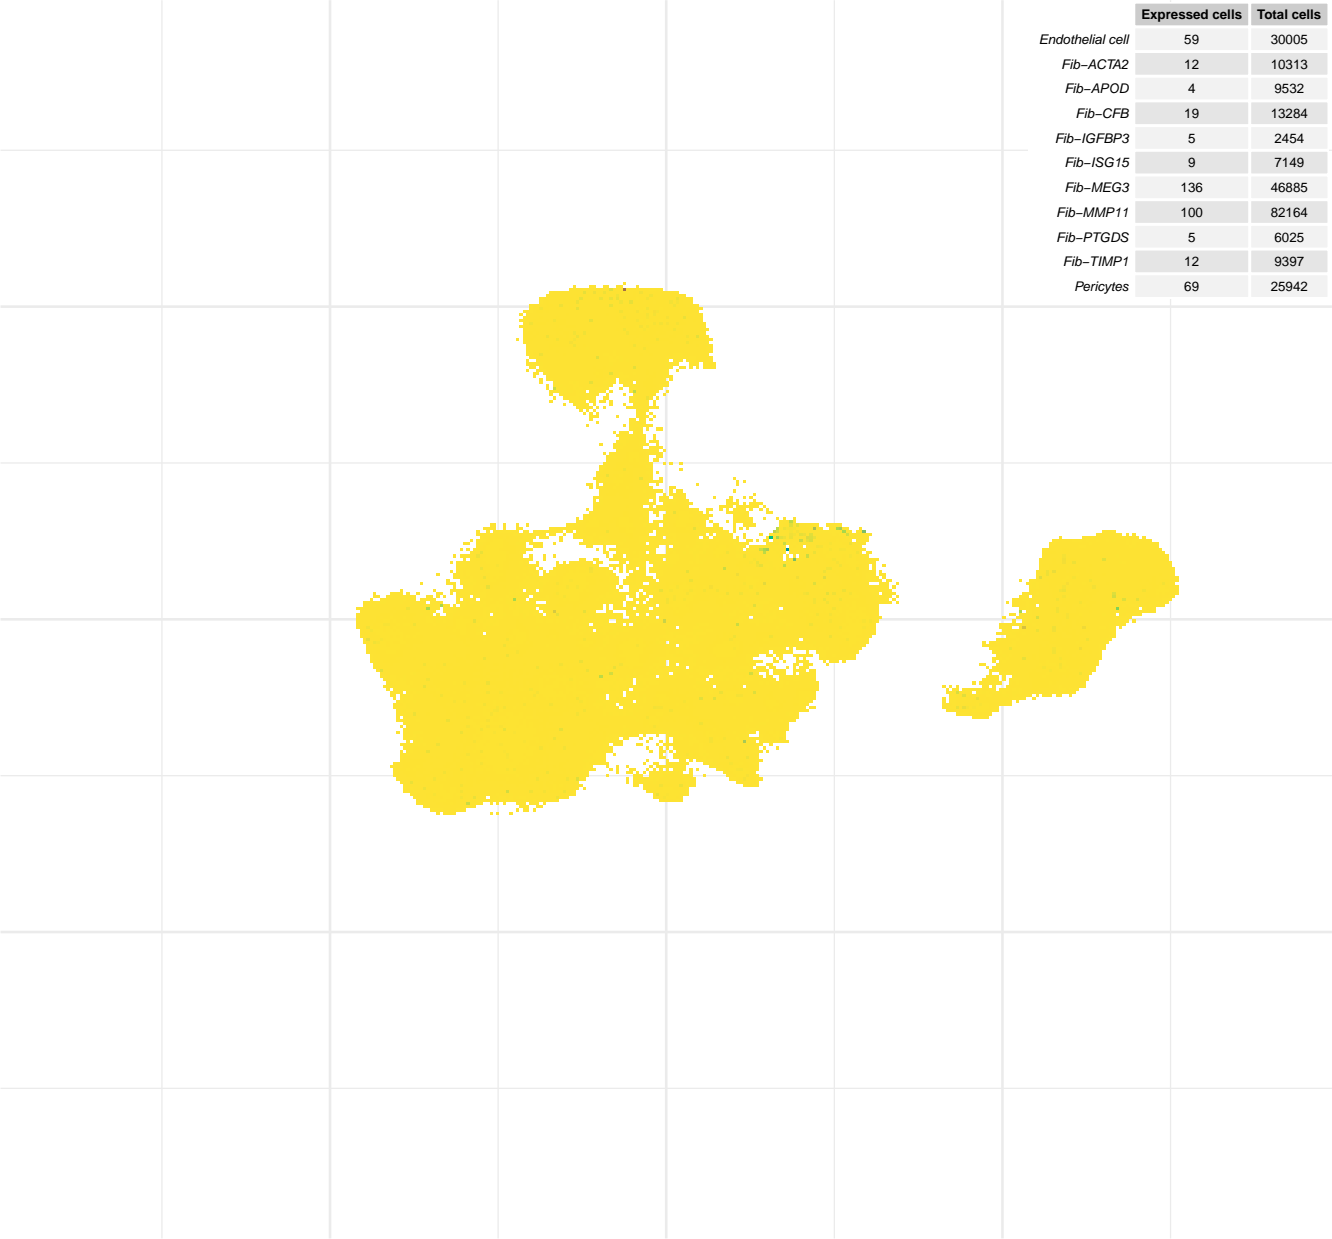 Expressed cells Total cells
Endothelial cell 59 30005
Fib−ACTA2 12 10313
Fib−APOD 4 9532
Fib−CFB 19 13284
Fib−IGFBP3 5 2454
Fib−ISG15 9 7149
Fib−MEG3 136 46885
Fib−MMP11 100 82164
Fib−PTGDS 5 6025
Fib−TIMP1 12 9397
Pericytes 69 25942